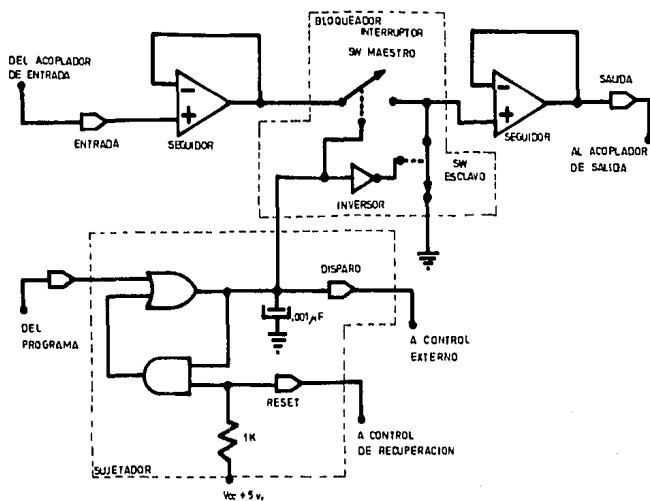 BLOQUEADOR
INTERRUPTOR
SW MAESTRO
DEL ACOPLADOR
DE ENTRADA
ENTRADA
-
+
SEGUIDOR
-
+
SEGUIDOR
SALIDA
AL ACOPLADOR
DE SALIDA
INVERSOR
SW
ESCLAVO
DEL
PROGRAMA
DISPARO
.001µF
A CONTROL
EXTERNO
RESET
A CONTROL
DE RECUPERACION
1K
SUJETADOR
Vcc + 5 v.